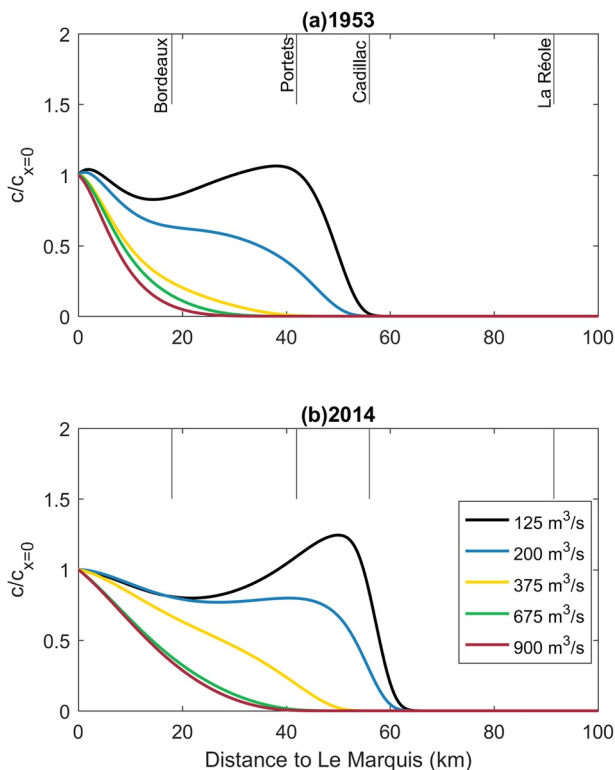 (a)1953
2
1.5
1
0.5
0
c/cx=0
Bordeaux
Portets
Cadillac
La Réole
0 20 40 60 80 100
(b)2014
2
1.5
1
0.5
0
c/cx=0
125 m³/s
200 m³/s
375 m³/s
675 m³/s
900 m³/s
0 20 40 60 80 100
Distance to Le Marquis (km)